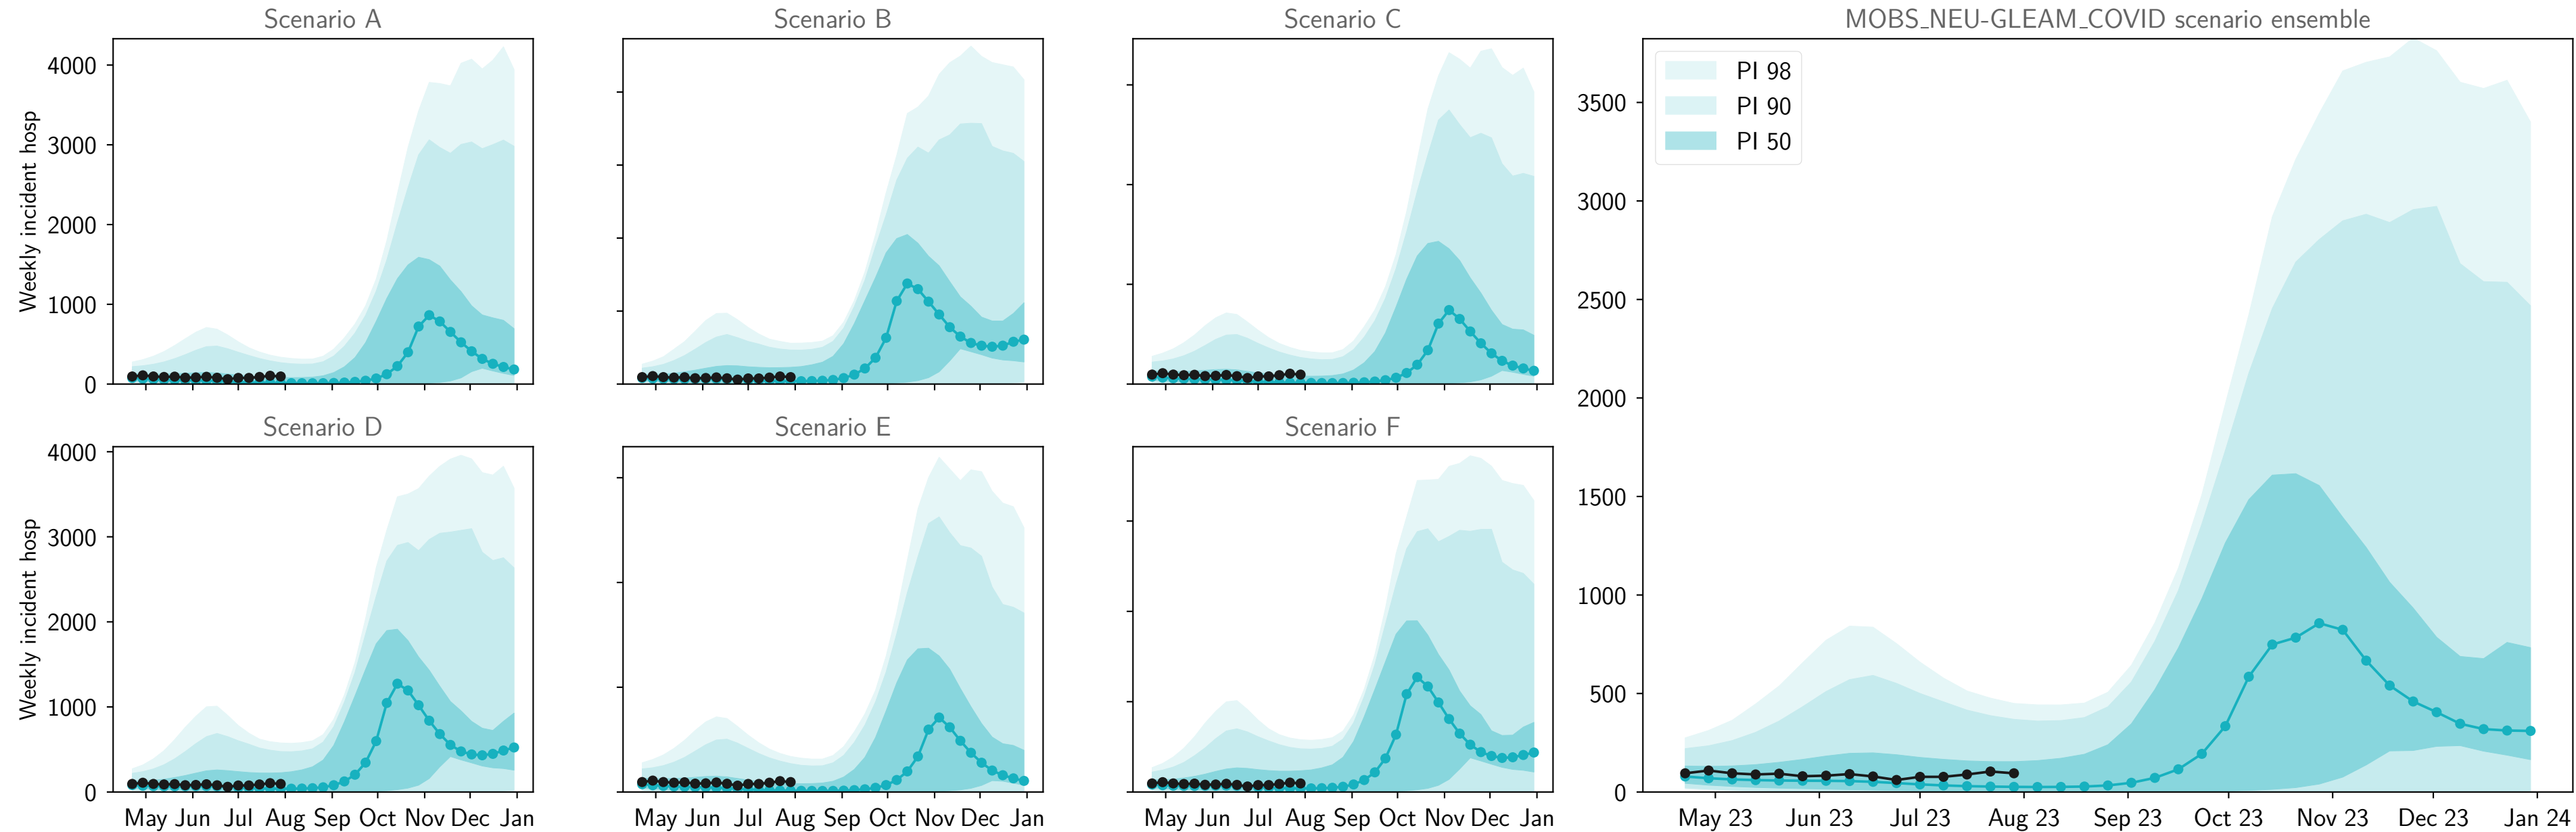 Scenario A
Scenario B
Scenario C
MOBS_NEU-GLEAM_COVID scenario ensemble
Weekly incident hosp
4000
3000
2000
1000
0
PI 98
PI 90
PI 50
3500
3000
2500
2000
1500
1000
500
0
Scenario D
Scenario E
Scenario F
Weekly incident hosp
4000
3000
2000
1000
0
May Jun Jul Aug Sep Oct Nov Dec Jan
May Jun Jul Aug Sep Oct Nov Dec Jan
May Jun Jul Aug Sep Oct Nov Dec Jan
May 23 Jun 23 Jul 23 Aug 23 Sep 23 Oct 23 Nov 23 Dec 23 Jan 24